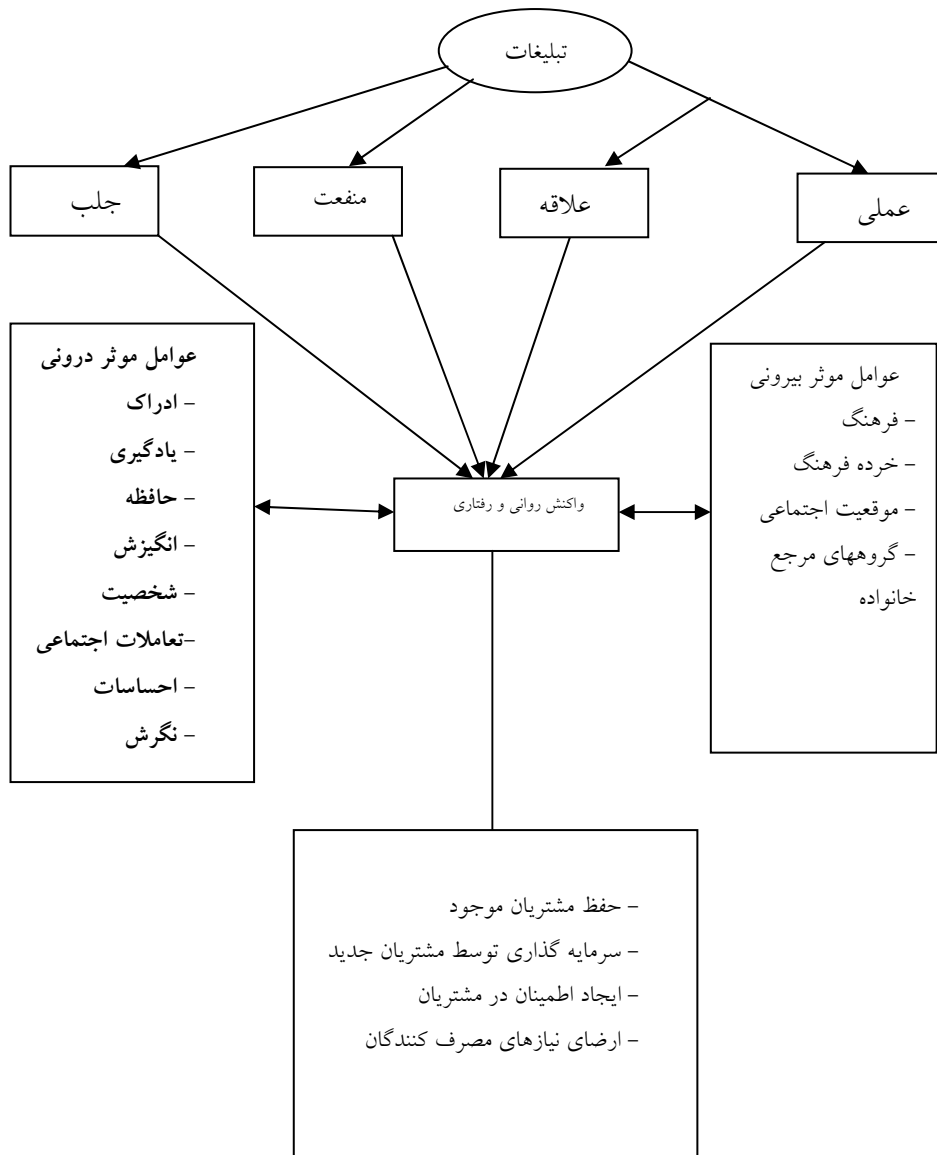 تبلیغات
عملی
علاقه
منفعت
جلب
عوامل موثر بیرونی
– فرهنگ
– خرده فرهنگ
– موقعیت اجتماعی
– گروههای مرجع
خانواده
واکنش روانی و رفتاری
عوامل موثر درونی
– ادراک
– یادگیری
– حافظه
– انگیزش
– شخصیت
–تعاملات اجتماعی
– احساسات
– نگرش
– حفظ مشتریان موجود
– سرمایه گذاری توسط مشتریان جدید
– ایجاد اطمینان در مشتریان
– ارضای نیازهای مصرف کنندگان